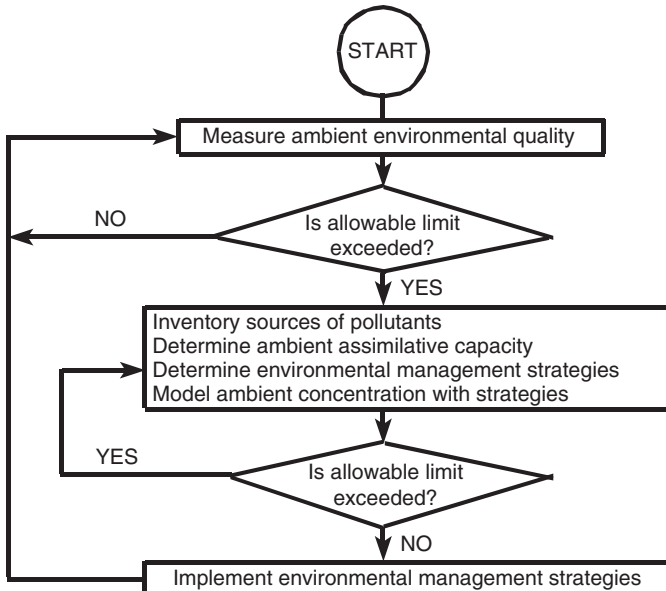 START
Measure ambient environmental quality
NO
Is allowable limit
exceeded?
YES
Inventory sources of pollutants
Determine ambient assimilative capacity
Determine environmental management strategies
Model ambient concentration with strategies
YES
Is allowable limit
exceeded?
NO
Implement environmental management strategies